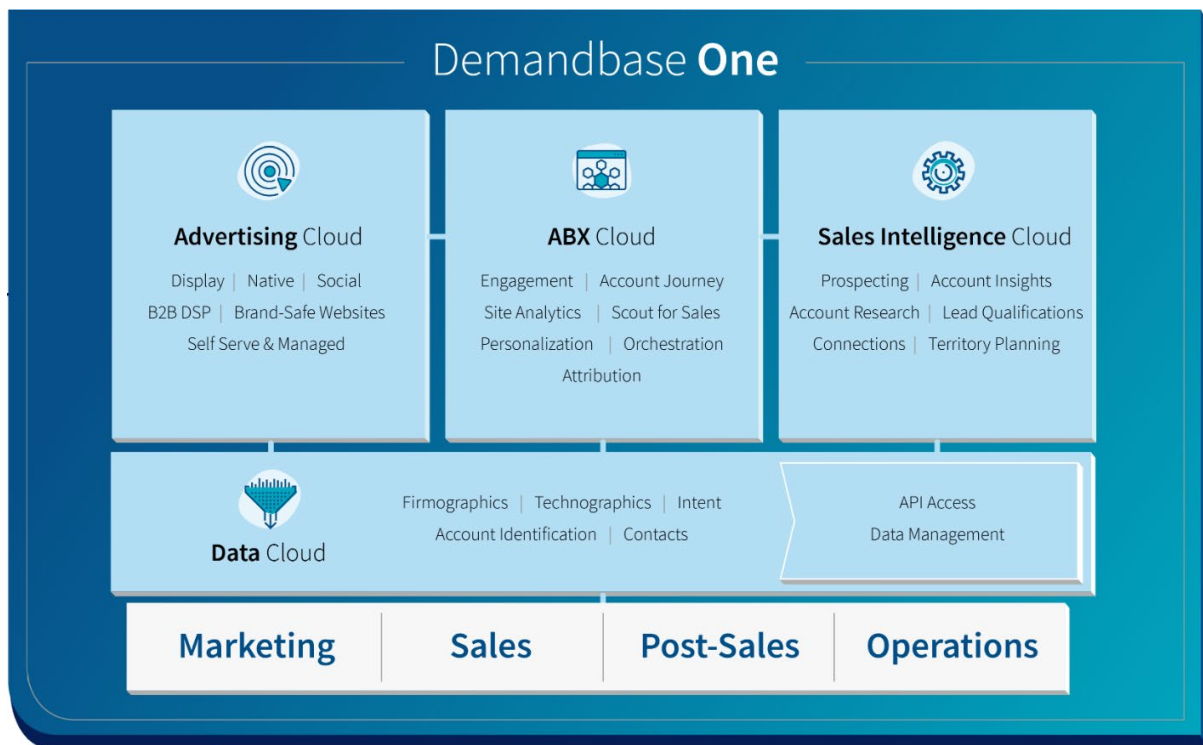 Demandbase One
Advertising Cloud
Display | Native | Social
B2B DSP | Brand-Safe Websites
Self Serve & Managed
ABX Cloud
Engagement | Account Journey
Site Analytics | Scout for Sales
Personalization | Orchestration
Attribution
Sales Intelligence Cloud
Prospecting | Account Insights
Account Research | Lead Qualifications
Connections | Territory Planning
Data Cloud
Firmographics | Technographics | Intent
Account Identification | Contacts
API Access
Data Management
Marketing
Sales
Post-Sales
Operations